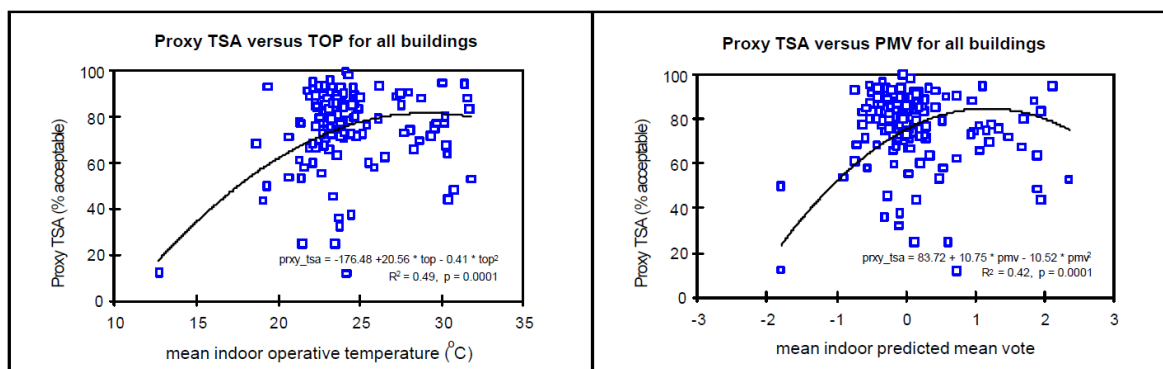 Proxy TSA versus TOP for all buildings
Proxy TSA (% acceptable)
100
80
60
40
20
0
prxy_tsa = -176.48 +20.56 * top - 0.41 * top²
R² = 0.49, p = 0.0001
10 15 20 25 30 35
mean indoor operative temperature (°C)
Proxy TSA versus PMV for all buildings
Proxy TSA (% acceptable)
100
80
60
40
20
0
prxy_tsa = 83.72 + 10.75 * pmv - 10.52 * pmv²
R² = 0.42, p = 0.0001
-3 -2 -1 0 1 2 3
mean indoor predicted mean vote